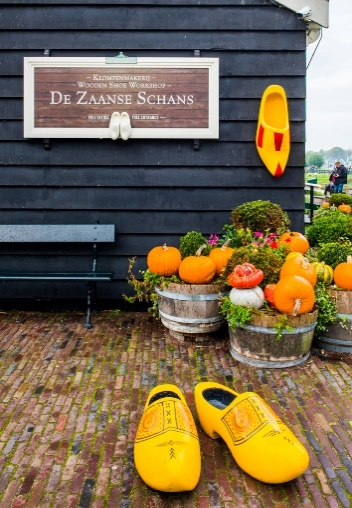 – Klompenmakerij –
– Wooden Shoe Workshop –
De Zaanse Schans